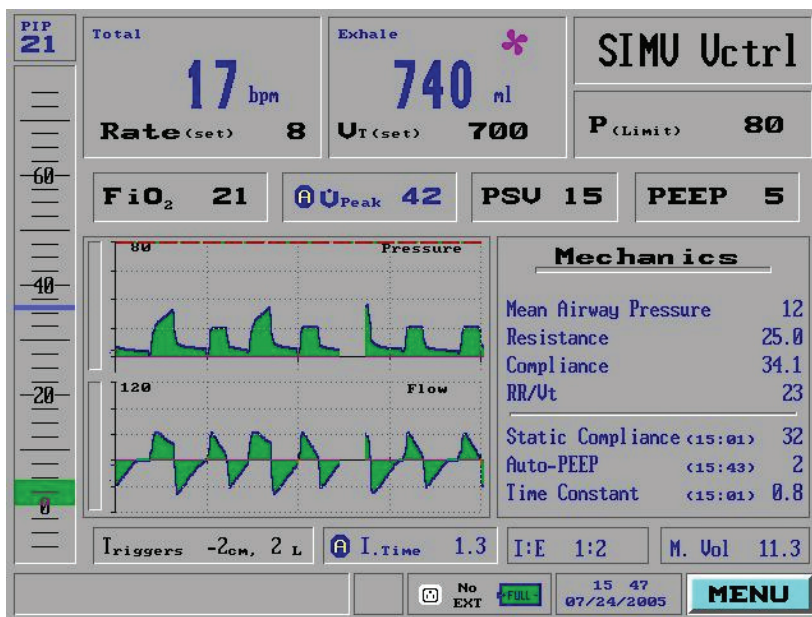 PIP
21
Total
17 bpm
Rate (set) 8
Exhale
740 ml
VT (set) 700
SIMV Vctrl
P (Limit) 80
FiO₂ 21
A V̇Peak 42
PSV 15
PEEP 5
60
40
20
0
80 Pressure
120 Flow
Mechanics
Mean Airway Pressure 12
Resistance 25.0
Compliance 34.1
RR/Vt 23
Static Compliance (15:01) 32
Auto-PEEP (15:43) 2
Time Constant (15:01) 0.8
Triggers -2cm, 2 L
A I.Time 1.3
I:E 1:2
M. Vol 11.3
No
EXT
FULL
15 47
07/24/2005
MENU